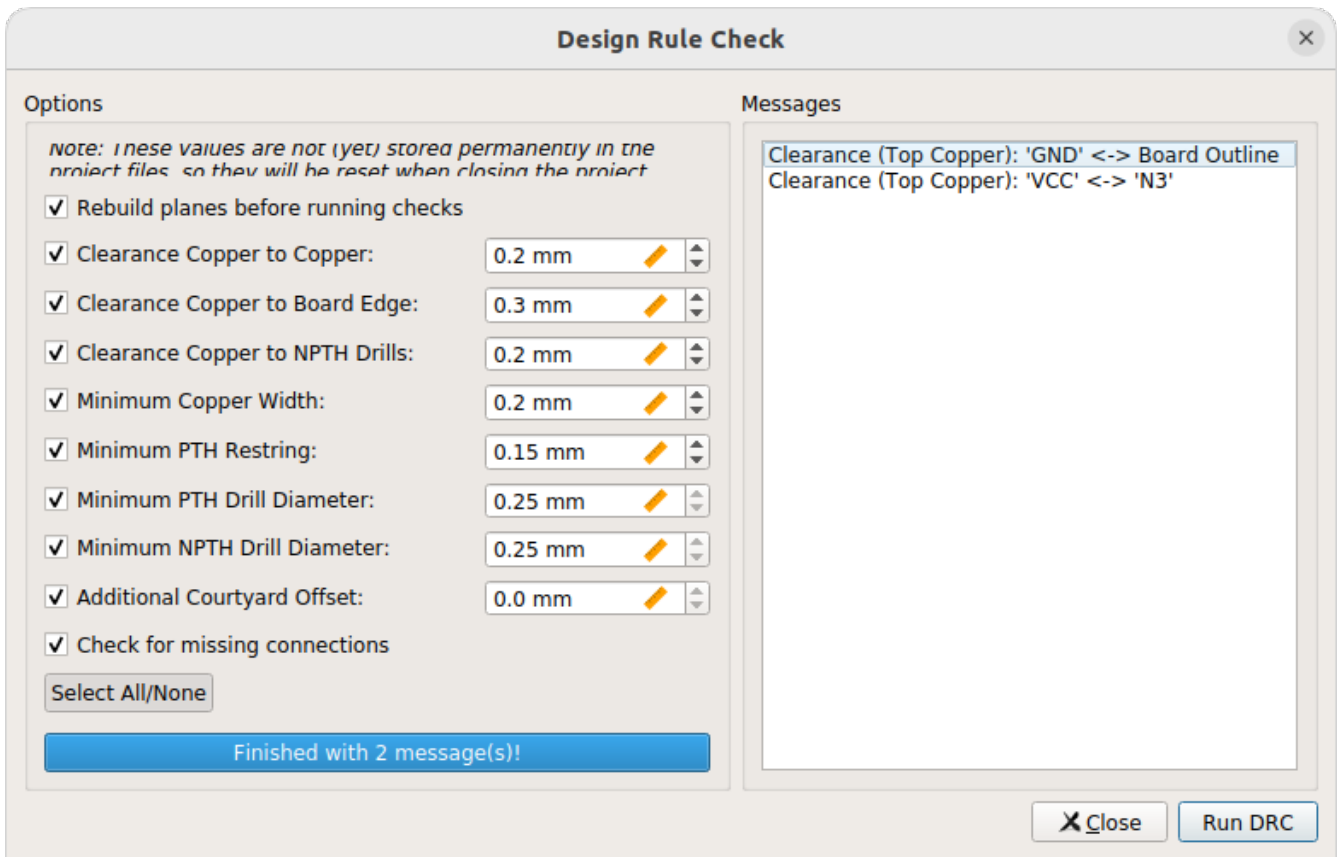 Design Rule Check
Options
Note: These values are not (yet) stored permanently in the
project files, so they will be reset when closing the project.
Rebuild planes before running checks
Clearance Copper to Copper: 0.2 mm
Clearance Copper to Board Edge: 0.3 mm
Clearance Copper to NPTH Drills: 0.2 mm
Minimum Copper Width: 0.2 mm
Minimum PTH Restring: 0.15 mm
Minimum PTH Drill Diameter: 0.25 mm
Minimum NPTH Drill Diameter: 0.25 mm
Additional Courtyard Offset: 0.0 mm
Check for missing connections
Select All/None
Finished with 2 message(s)!
Messages
Clearance (Top Copper): 'GND' <-> Board Outline
Clearance (Top Copper): 'VCC' <-> 'N3'
Close
Run DRC